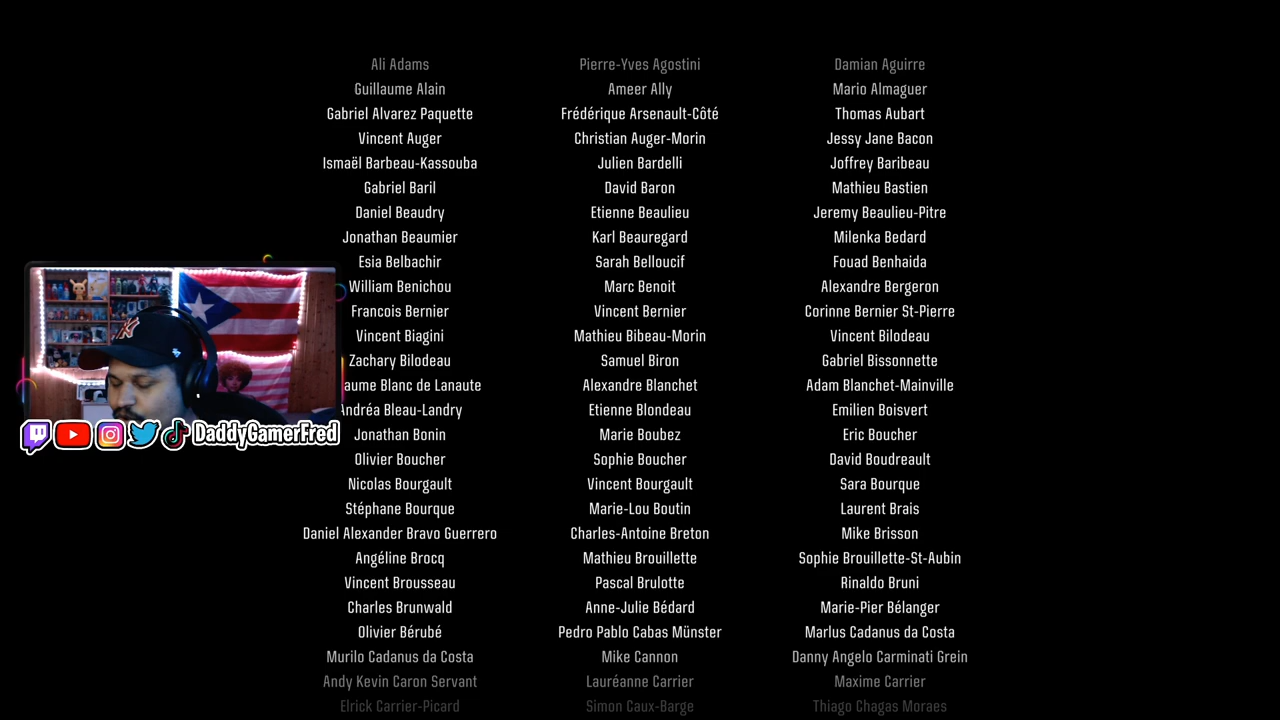 Ali Adams Pierre-Yves Agostini Damian Aguirre
Guillaume Alain Ameer Ally Mario Almaguer
Gabriel Alvarez Paquette Frédérique Arsenault-Côté Thomas Aubart
Vincent Auger Christian Auger-Morin Jessy Jane Bacon
Ismaël Barbeau-Kassouba Julien Bardelli Joffrey Baribeau
Gabriel Baril David Baron Mathieu Bastien
Daniel Beaudry Etienne Beaulieu Jeremy Beaulieu-Pitre
Jonathan Beaumier Karl Beauregard Milenka Bedard
Esia Belbachir Sarah Belloucif Fouad Benhaida
William Benichou Marc Benoit Alexandre Bergeron
Francois Bernier Vincent Bernier Corinne Bernier St-Pierre
Vincent Biagini Mathieu Bibeau-Morin Vincent Bilodeau
Zachary Bilodeau Samuel Biron Gabriel Bissonnette
Blanc de Lanaute Alexandre Blanchet Adam Blanchet-Mainville
Andréa Bleau-Landry Etienne Blondeau Emilien Boisvert
Jonathan Bonin Marie Boubez Eric Boucher
DaddyGamerFred
Olivier Boucher Sophie Boucher David Boudreault
Nicolas Bourgault Vincent Bourgault Sara Bourque
Stéphane Bourque Marie-Lou Boutin Laurent Brais
Daniel Alexander Bravo Guerrero Charles-Antoine Breton Mike Brisson
Angéline Brocq Mathieu Brouillette Sophie Brouillette-St-Aubin
Vincent Brousseau Pascal Brulotte Rinaldo Bruni
Charles Brunwald Anne-Julie Bédard Marie-Pier Bélanger
Olivier Bérubé Pedro Pablo Cabas Münster Marlus Cadanus da Costa
Murilo Cadanus da Costa Mike Cannon Danny Angelo Carminati Grein
Andy Kevin Caron Servant Lauréanne Carrier Maxime Carrier
Elrick Carrier-Picard Simon Caux-Barge Thiago Chagas Moraes